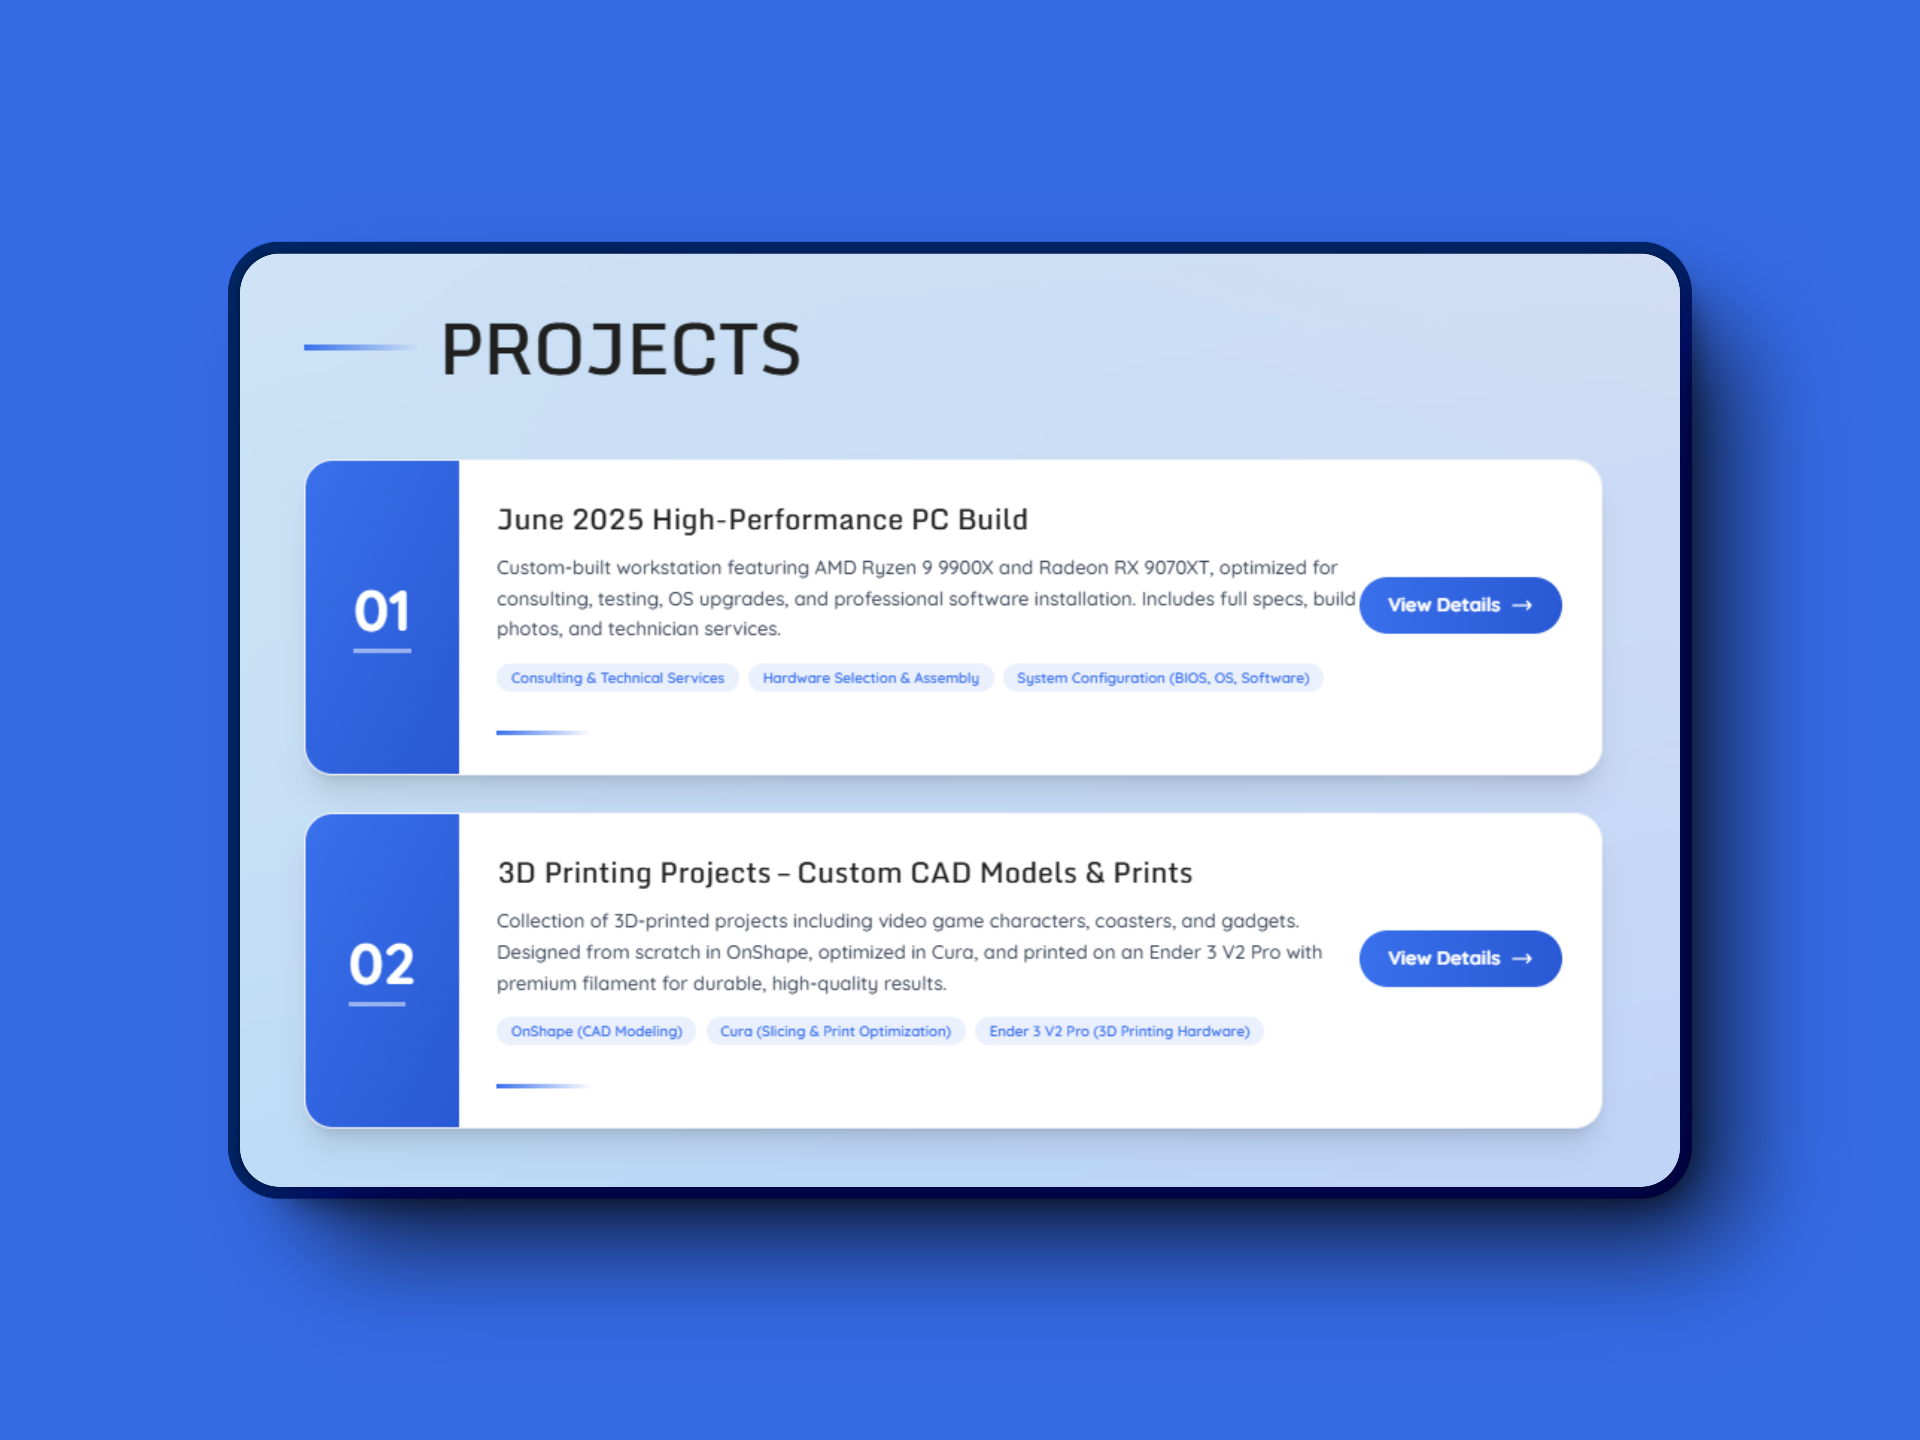 PROJECTS
01
June 2025 High-Performance PC Build
Custom-built workstation featuring AMD Ryzen 9 9900X and Radeon RX 9070XT, optimized for
consulting, testing, OS upgrades, and professional software installation. Includes full specs, build
photos, and technician services.
View Details →
Consulting & Technical Services Hardware Selection & Assembly System Configuration (BIOS, OS, Software)
02
3D Printing Projects – Custom CAD Models & Prints
Collection of 3D-printed projects including video game characters, coasters, and gadgets.
Designed from scratch in OnShape, optimized in Cura, and printed on an Ender 3 V2 Pro with
premium filament for durable, high-quality results.
View Details →
OnShape (CAD Modeling) Cura (Slicing & Print Optimization) Ender 3 V2 Pro (3D Printing Hardware)